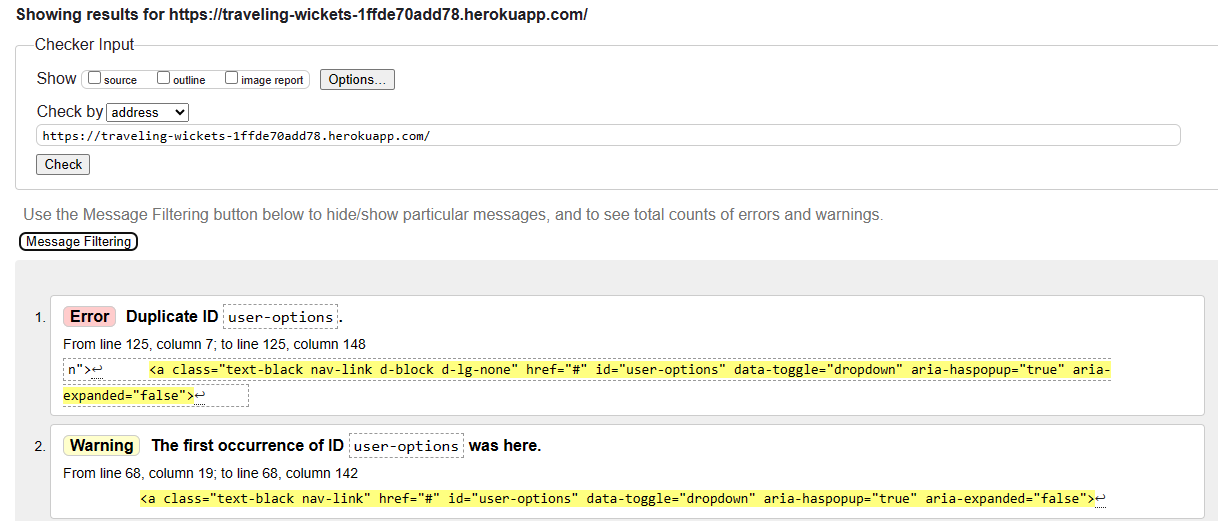 Showing results for https://traveling-wickets-1ffde70add78.herokuapp.com/
Checker Input
Show source outline image report Options...
Check by address
https://traveling-wickets-1ffde70add78.herokuapp.com/
Check
Use the Message Filtering button below to hide/show particular messages, and to see total counts of errors and warnings.
Message Filtering
1. Error Duplicate ID user-options.
From line 125, column 7; to line 125, column 148
n">↩ <a class="text-black nav-link d-block d-lg-none" href="#" id="user-options" data-toggle="dropdown" aria-haspopup="true" aria-
expanded="false">↩
2. Warning The first occurrence of ID user-options was here.
From line 68, column 19; to line 68, column 142
<a class="text-black nav-link" href="#" id="user-options" data-toggle="dropdown" aria-haspopup="true" aria-expanded="false">↩